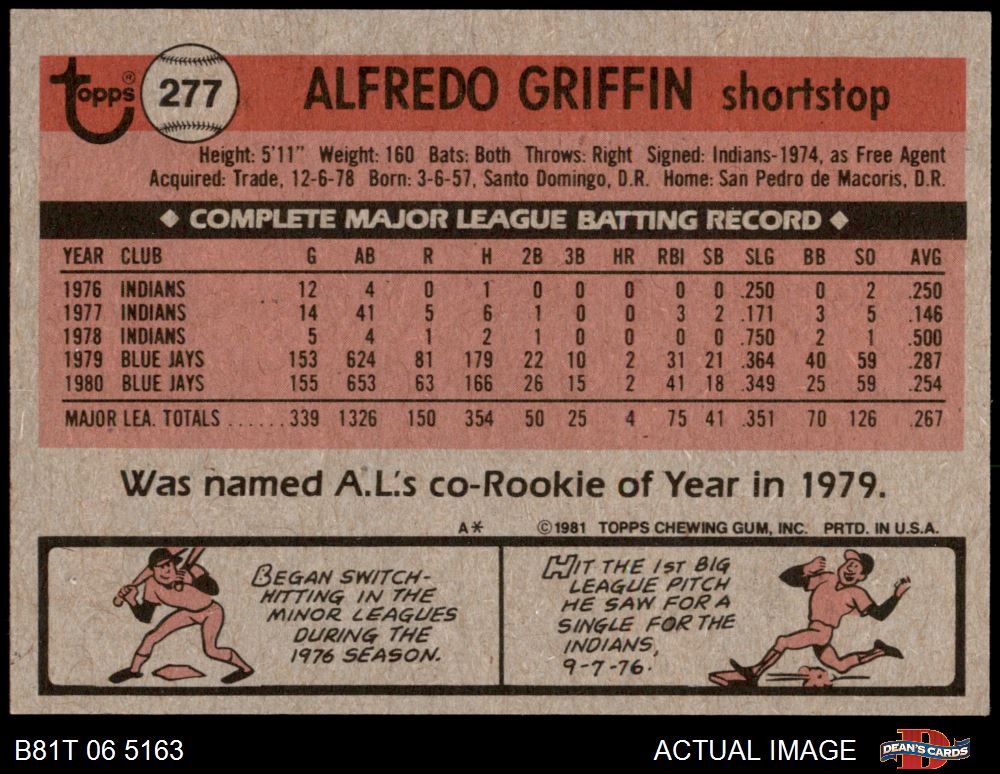 topps® 277 ALFREDO GRIFFIN shortstop
Height: 5'11" Weight: 160 Bats: Both Throws: Right Signed: Indians-1974, as Free Agent
Acquired: Trade, 12-6-78 Born: 3-6-57, Santo Domingo, D.R. Home: San Pedro de Macoris, D.R.
◆ COMPLETE MAJOR LEAGUE BATTING RECORD ◆
YEAR CLUB G AB R H 2B 3B HR RBI SB SLG BB SO AVG
1976 INDIANS 12 4 0 1 0 0 0 0 0 .250 0 2 .250
1977 INDIANS 14 41 5 6 1 0 0 3 2 .171 3 5 .146
1978 INDIANS 5 4 1 2 1 0 0 0 0 .750 2 1 .500
1979 BLUE JAYS 153 624 81 179 22 10 2 31 21 .364 40 59 .287
1980 BLUE JAYS 155 653 63 166 26 15 2 41 18 .349 25 59 .254
MAJOR LEA. TOTALS ......339 1326 150 354 50 25 4 75 41 .351 70 126 .267
Was named A.L.'s co-Rookie of Year in 1979.
A* ©1981 TOPPS CHEWING GUM, INC. PRTD. IN U.S.A.
BEGAN SWITCH-
HITTING IN THE
MINOR LEAGUES
DURING THE
1976 SEASON.
HIT THE 1ST BIG
LEAGUE PITCH
HE SAW FOR A
SINGLE FOR THE
INDIANS,
9-7-76.
B81T 06 5163 ACTUAL IMAGE DEAN'S CARDS